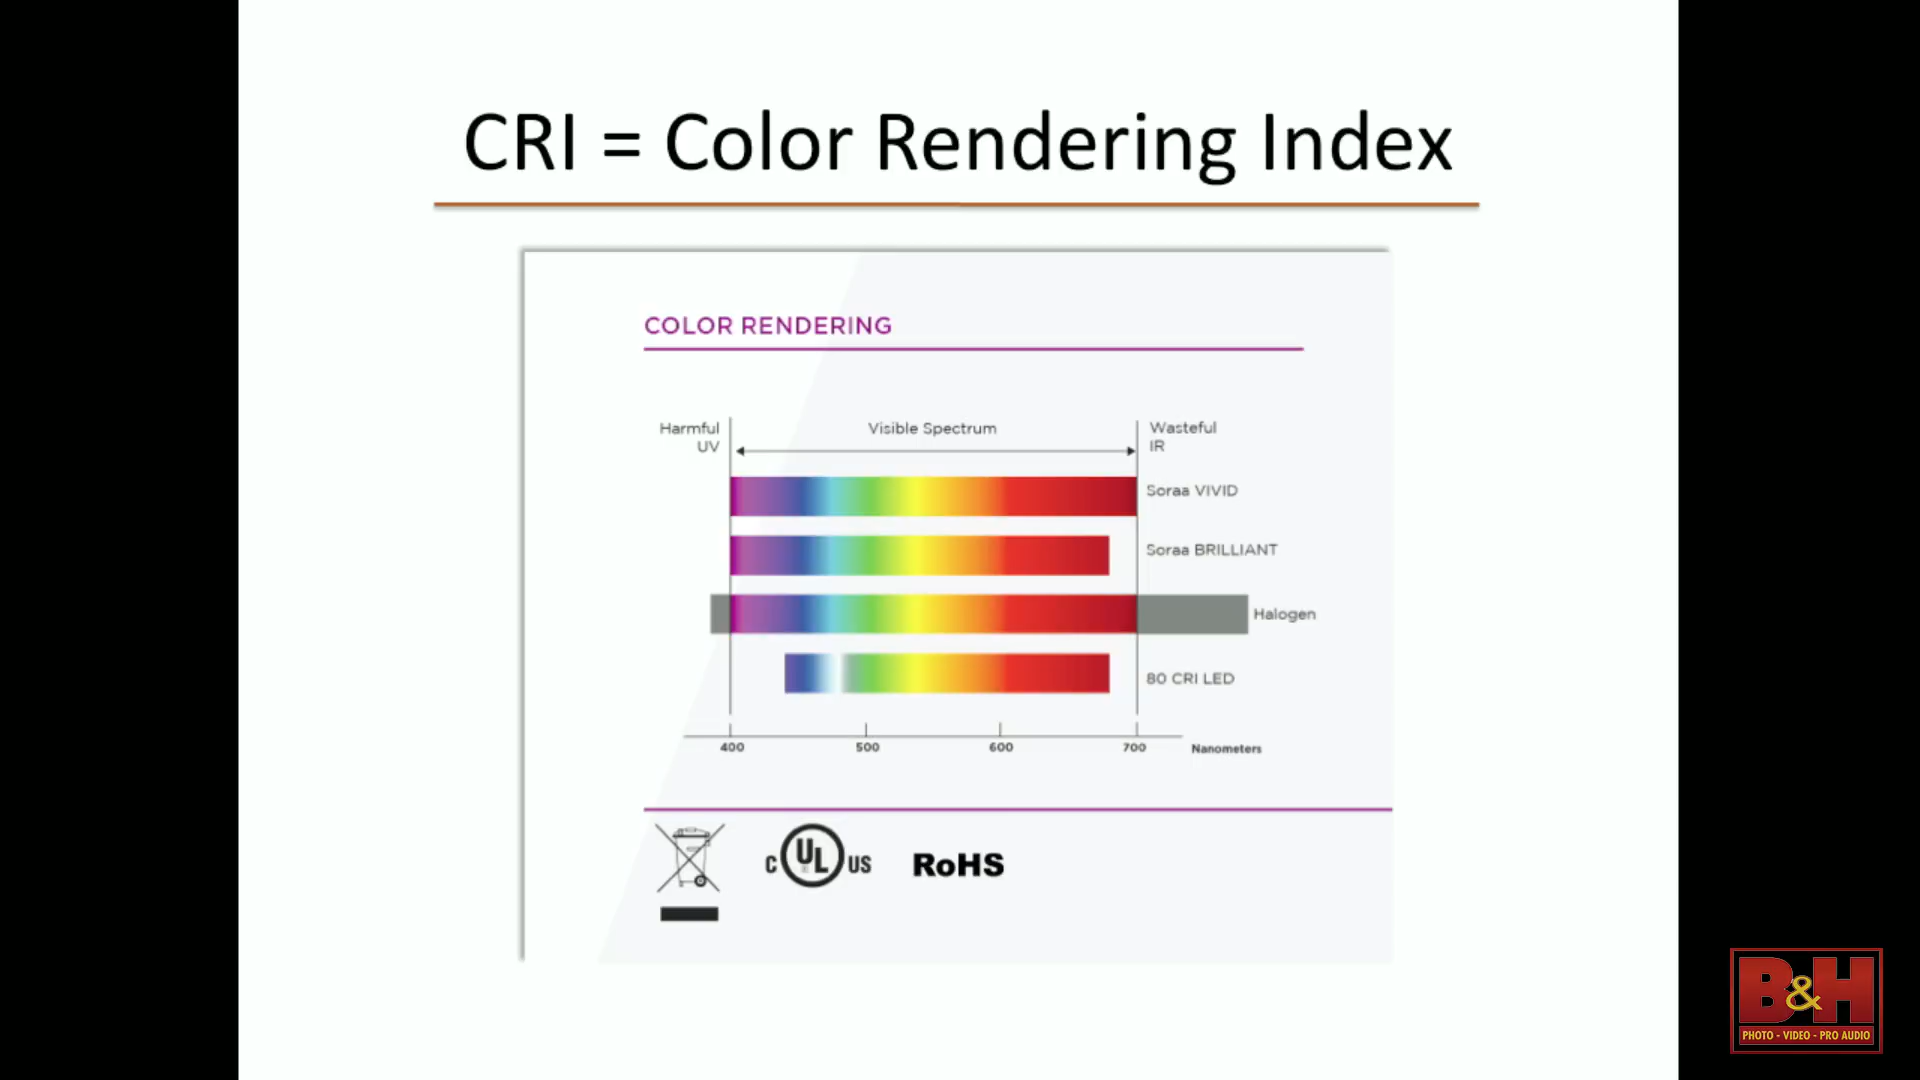 CRI = Color Rendering Index
COLOR RENDERING
Harmful
UV
Visible Spectrum
Wasteful
IR
Soraa VIVID
Soraa BRILLIANT
Halogen
80 CRI LED
400 500 600 700 Nanometers
C UL US
RoHS
B&H
PHOTO - VIDEO - PRO AUDIO